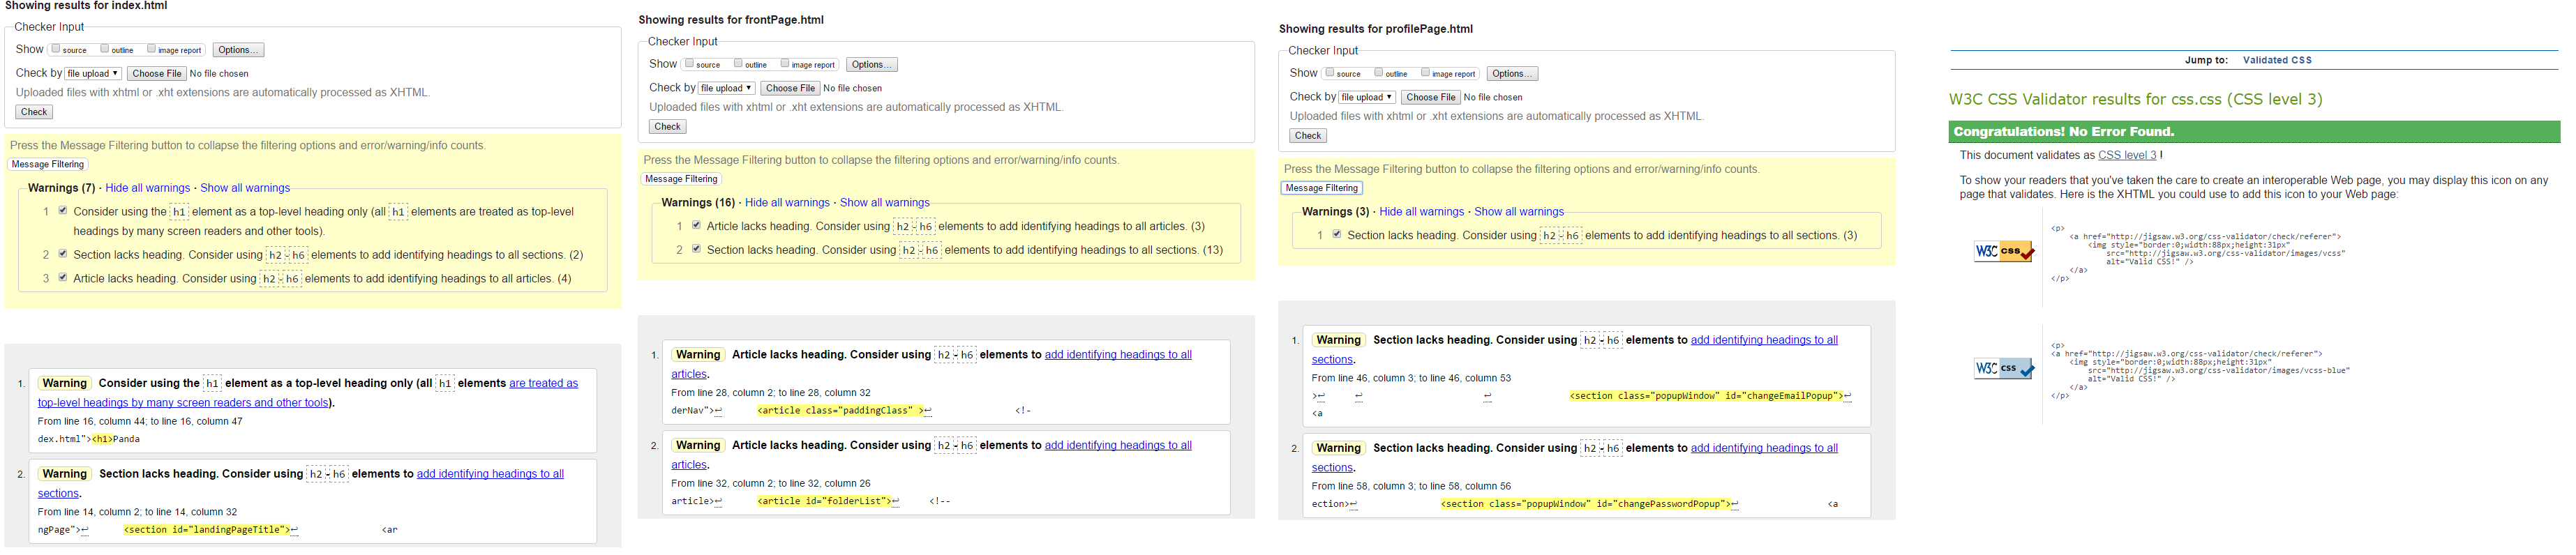 Showing results for index.html
Checker Input
Show source outline image report Options...
Check by file upload Choose File No file chosen
Uploaded files with xhtml or .xht extensions are automatically processed as XHTML.
Check
Press the Message Filtering button to collapse the filtering options and error/warning/info counts.
Message Filtering
Warnings (7) · Hide all warnings · Show all warnings
1 Consider using the h1 element as a top-level heading only (all h1 elements are treated as top-level
headings by many screen readers and other tools).
2 Section lacks heading. Consider using h2-h6 elements to add identifying headings to all sections. (2)
3 Article lacks heading. Consider using h2-h6 elements to add identifying headings to all articles. (4)
1. Warning Consider using the h1 element as a top-level heading only (all h1 elements are treated as
top-level headings by many screen readers and other tools).
From line 16, column 44; to line 16, column 47
dex.html"><h1>Panda
2. Warning Section lacks heading. Consider using h2-h6 elements to add identifying headings to all
sections.
From line 14, column 2; to line 14, column 32
ngPage">↩ <section id="landingPageTitle">↩ <ar
Showing results for frontPage.html
Checker Input
Show source outline image report Options...
Check by file upload Choose File No file chosen
Uploaded files with xhtml or .xht extensions are automatically processed as XHTML.
Check
Press the Message Filtering button to collapse the filtering options and error/warning/info counts.
Message Filtering
Warnings (16) · Hide all warnings · Show all warnings
1 Article lacks heading. Consider using h2-h6 elements to add identifying headings to all articles. (3)
2 Section lacks heading. Consider using h2-h6 elements to add identifying headings to all sections. (13)
1. Warning Article lacks heading. Consider using h2-h6 elements to add identifying headings to all
articles.
From line 28, column 2; to line 28, column 32
derNav">↩ <article class="paddingClass" >↩ <!-
2. Warning Article lacks heading. Consider using h2-h6 elements to add identifying headings to all
articles.
From line 32, column 2; to line 32, column 26
article>↩ <article id="folderList">↩ <!--
Showing results for profilePage.html
Checker Input
Show source outline image report Options...
Check by file upload Choose File No file chosen
Uploaded files with xhtml or .xht extensions are automatically processed as XHTML.
Check
Press the Message Filtering button to collapse the filtering options and error/warning/info counts.
Message Filtering
Warnings (3) · Hide all warnings · Show all warnings
1 Section lacks heading. Consider using h2-h6 elements to add identifying headings to all sections. (3)
1. Warning Section lacks heading. Consider using h2-h6 elements to add identifying headings to all
sections.
From line 46, column 3; to line 46, column 53
>↩ ↩ ↩ <section class="popupWindow" id="changeEmailPopup">↩
<a
2. Warning Section lacks heading. Consider using h2-h6 elements to add identifying headings to all
sections.
From line 58, column 3; to line 58, column 56
ection>↩ <section class="popupWindow" id="changePasswordPopup">↩ <a
Jump to: Validated CSS
W3C CSS Validator results for css.css (CSS level 3)
Congratulations! No Error Found.
This document validates as CSS level 3 !
To show your readers that you've taken the care to create an interoperable Web page, you may display this icon on any
page that validates. Here is the XHTML you could use to add this icon to your Web page:
W3C css
<p>
<a href="http://jigsaw.w3.org/css-validator/check/referer">
<img style="border:0;width:88px;height:31px"
src="http://jigsaw.w3.org/css-validator/images/vcss"
alt="Valid CSS!" />
</a>
</p>
W3C css
<p>
<a href="http://jigsaw.w3.org/css-validator/check/referer">
<img style="border:0;width:88px;height:31px"
src="http://jigsaw.w3.org/css-validator/images/vcss-blue"
alt="Valid CSS!" />
</a>
</p>